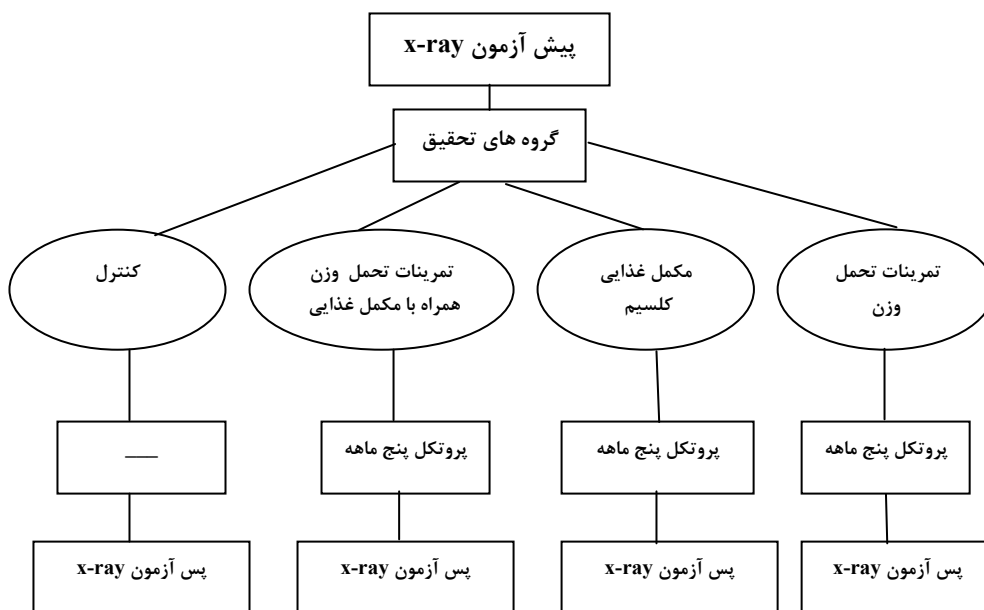 پیش آزمون x-ray
گروه های تحقیق
تمرینات تحمل
وزن
مکمل غذایی
کلسیم
تمرینات تحمل وزن
همراه با مکمل غذایی
کنترل
پروتکل پنج ماهه
پروتکل پنج ماهه
پروتکل پنج ماهه
___
پس آزمون x-ray
پس آزمون x-ray
پس آزمون x-ray
پس آزمون x-ray